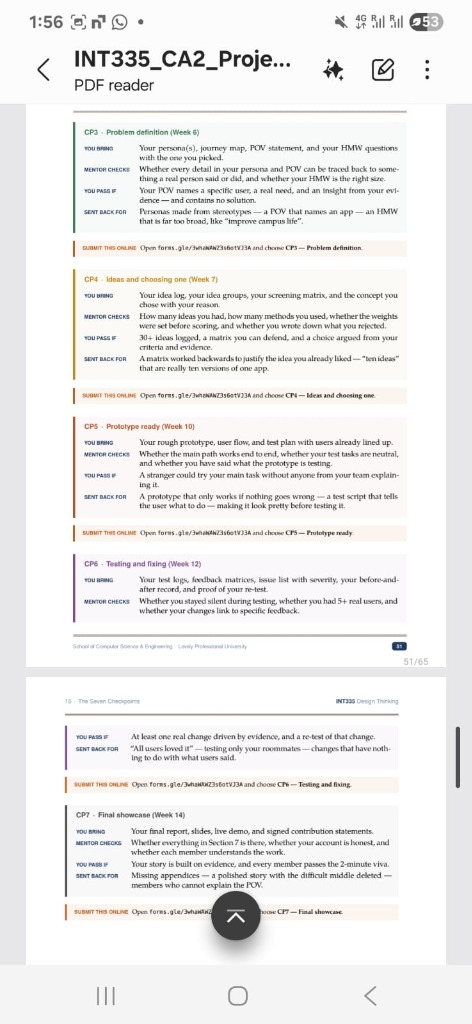 1:56
4G
53
INT335_CA2_Proje...
PDF reader
CP3 - Problem definition (Week 6)
YOU BRING Your persona(s), journey map, POV statement, and your HMW questions
with the one you picked.
MENTOR CHECKS Whether every detail in your persona and POV can be traced back to some-
thing a real person said or did, and whether your HMW is the right size.
YOU PASS IF Your POV names a specific user, a real need, and an insight from your evi-
dence — and contains no solution.
SENT BACK FOR Personas made from stereotypes — a POV that names an app — an HMW
that is far too broad, like "improve campus life".
SUBMIT THIS ONLINE Open forms.gle/3whaWAWZ3s6otVJ3A and choose CP3 — Problem definition.
CP4 - Ideas and choosing one (Week 7)
YOU BRING Your idea log, your idea groups, your screening matrix, and the concept you
chose with your reason.
MENTOR CHECKS How many ideas you had, how many methods you used, whether the weights
were set before scoring, and whether you wrote down what you rejected.
YOU PASS IF 30+ ideas logged, a matrix you can defend, and a choice argued from your
criteria and evidence.
SENT BACK FOR A matrix worked backwards to justify the idea you already liked — "ten ideas"
that are really ten versions of one app.
SUBMIT THIS ONLINE Open forms.gle/3whaWAWZ3s6otVJ3A and choose CP4 — Ideas and choosing one.
CP5 - Prototype ready (Week 10)
YOU BRING Your rough prototype, user flow, and test plan with users already lined up.
MENTOR CHECKS Whether the main path works end to end, whether your test tasks are neutral,
and whether you have said what the prototype is testing.
YOU PASS IF A stranger could try your main task without anyone from your team explain-
ing it.
SENT BACK FOR A prototype that only works if nothing goes wrong — a test script that tells
the user what to do — making it look pretty before testing it.
SUBMIT THIS ONLINE Open forms.gle/3whaWAWZ3s6otVJ3A and choose CP5 — Prototype ready.
CP6 - Testing and fixing (Week 12)
YOU BRING Your test logs, feedback matrices, issue list with severity, your before-and-
after record, and proof of your re-test.
MENTOR CHECKS Whether you stayed silent during testing, whether you had 5+ real users, and
whether your changes link to specific feedback.
School of Computer Science & Engineering · Lovely Professional University 51
51/65
15 · The Seven Checkpoints INT335 Design Thinking
YOU PASS IF At least one real change driven by evidence, and a re-test of that change.
SENT BACK FOR "All users loved it" — testing only your roommates — changes that have noth-
ing to do with what users said.
SUBMIT THIS ONLINE Open forms.gle/3whaWAWZ3s6otVJ3A and choose CP6 — Testing and fixing.
CP7 - Final showcase (Week 14)
YOU BRING Your final report, slides, live demo, and signed contribution statements.
MENTOR CHECKS Whether everything in Section 7 is there, whether your account is honest, and
whether each member understands the work.
YOU PASS IF Your story is built on evidence, and every member passes the 2-minute viva.
SENT BACK FOR Missing appendices — a polished story with the difficult middle deleted —
members who cannot explain the POV.
SUBMIT THIS ONLINE Open CP7 — Final showcase.